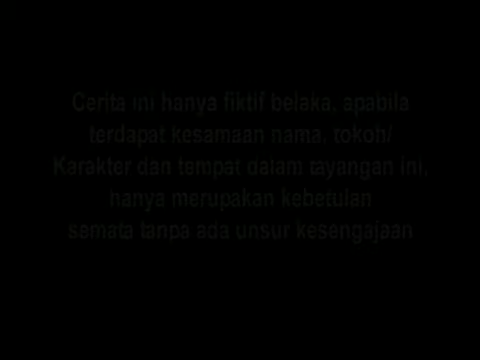 Cerita ini hanya fiktif belaka, apabila
terdapat kesamaan nama, tokoh/
Karakter dan tempat dalam tayangan ini,
hanya merupakan kebetulan
semata tanpa ada unsur kesengajaan